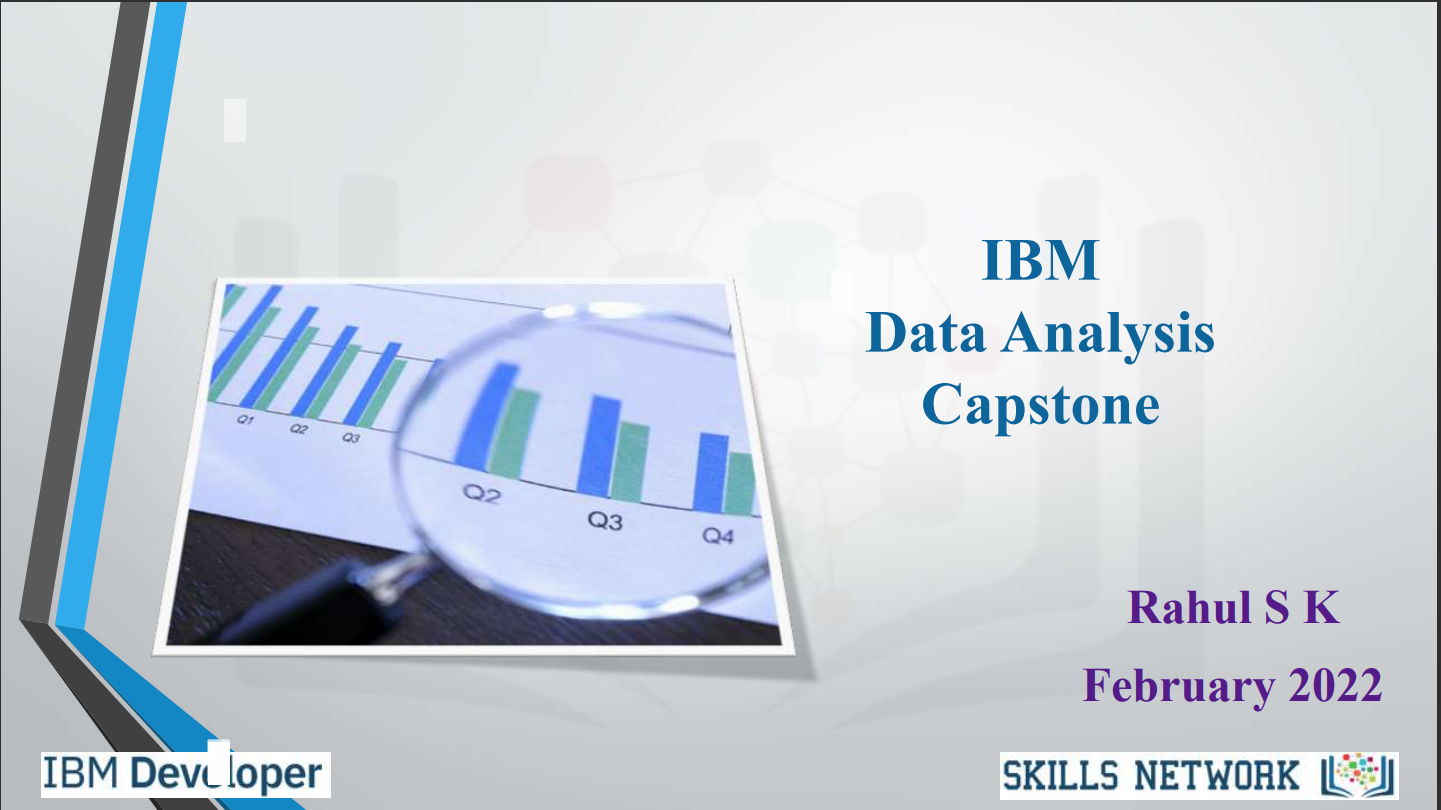 IBM
Data Analysis
Capstone
Q1
Q2
Q3
Q2
Q3
Q4
Rahul S K
February 2022
IBM Developer
SKILLS NETWORK